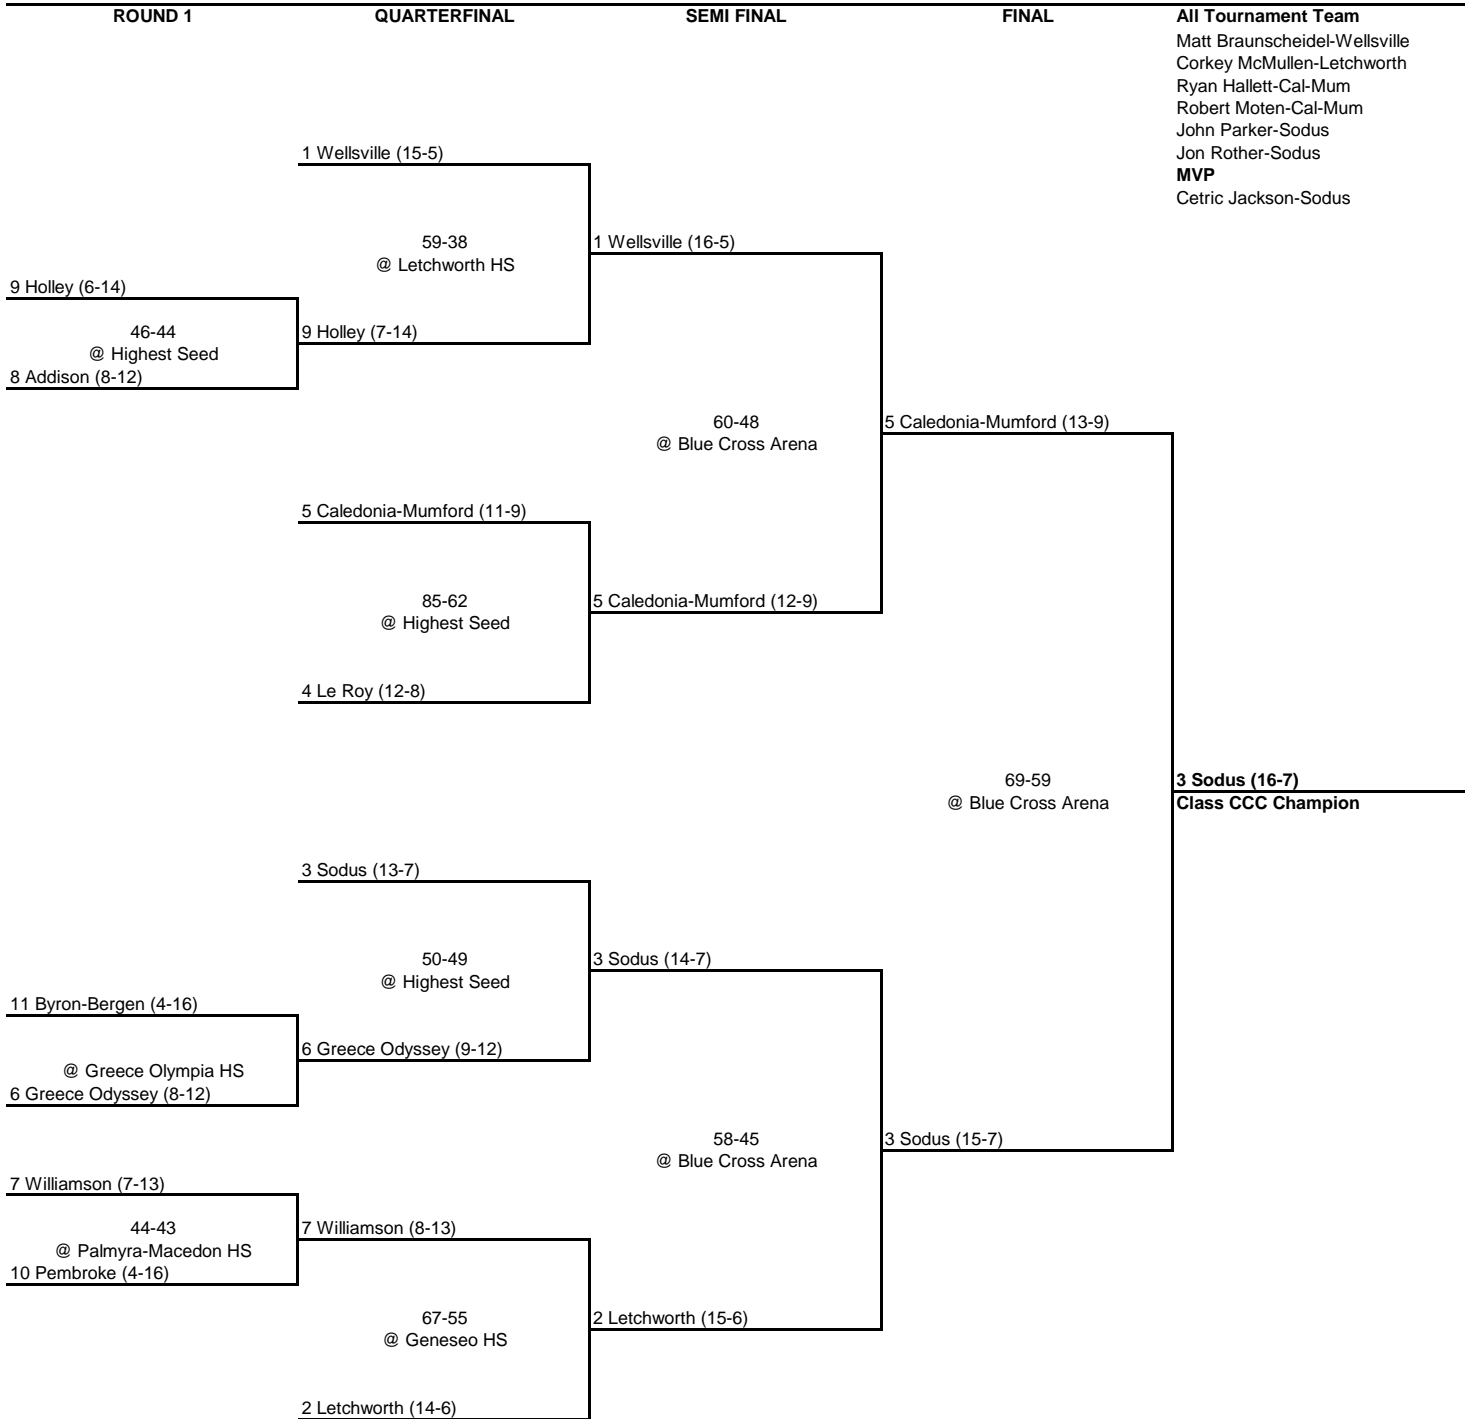 ROUND 1 QUARTERFINAL SEMI FINAL FINAL All Tournament Team
Matt Braunscheidel-Wellsville
Corkey McMullen-Letchworth
Ryan Hallett-Cal-Mum
Robert Moten-Cal-Mum
John Parker-Sodus
Jon Rother-Sodus
MVP
Cetric Jackson-Sodus
1 Wellsville (15-5)
59-38
@ Letchworth HS
1 Wellsville (16-5)
9 Holley (6-14)
46-44
@ Highest Seed
9 Holley (7-14)
8 Addison (8-12)
60-48
@ Blue Cross Arena
5 Caledonia-Mumford (13-9)
5 Caledonia-Mumford (11-9)
85-62
@ Highest Seed
5 Caledonia-Mumford (12-9)
4 Le Roy (12-8)
69-59
@ Blue Cross Arena
3 Sodus (16-7)
Class CCC Champion
3 Sodus (13-7)
50-49
@ Highest Seed
3 Sodus (14-7)
11 Byron-Bergen (4-16)
6 Greece Odyssey (9-12)
@ Greece Olympia HS
6 Greece Odyssey (8-12)
58-45
@ Blue Cross Arena
3 Sodus (15-7)
7 Williamson (7-13)
44-43
@ Palmyra-Macedon HS
7 Williamson (8-13)
10 Pembroke (4-16)
67-55
@ Geneseo HS
2 Letchworth (15-6)
2 Letchworth (14-6)